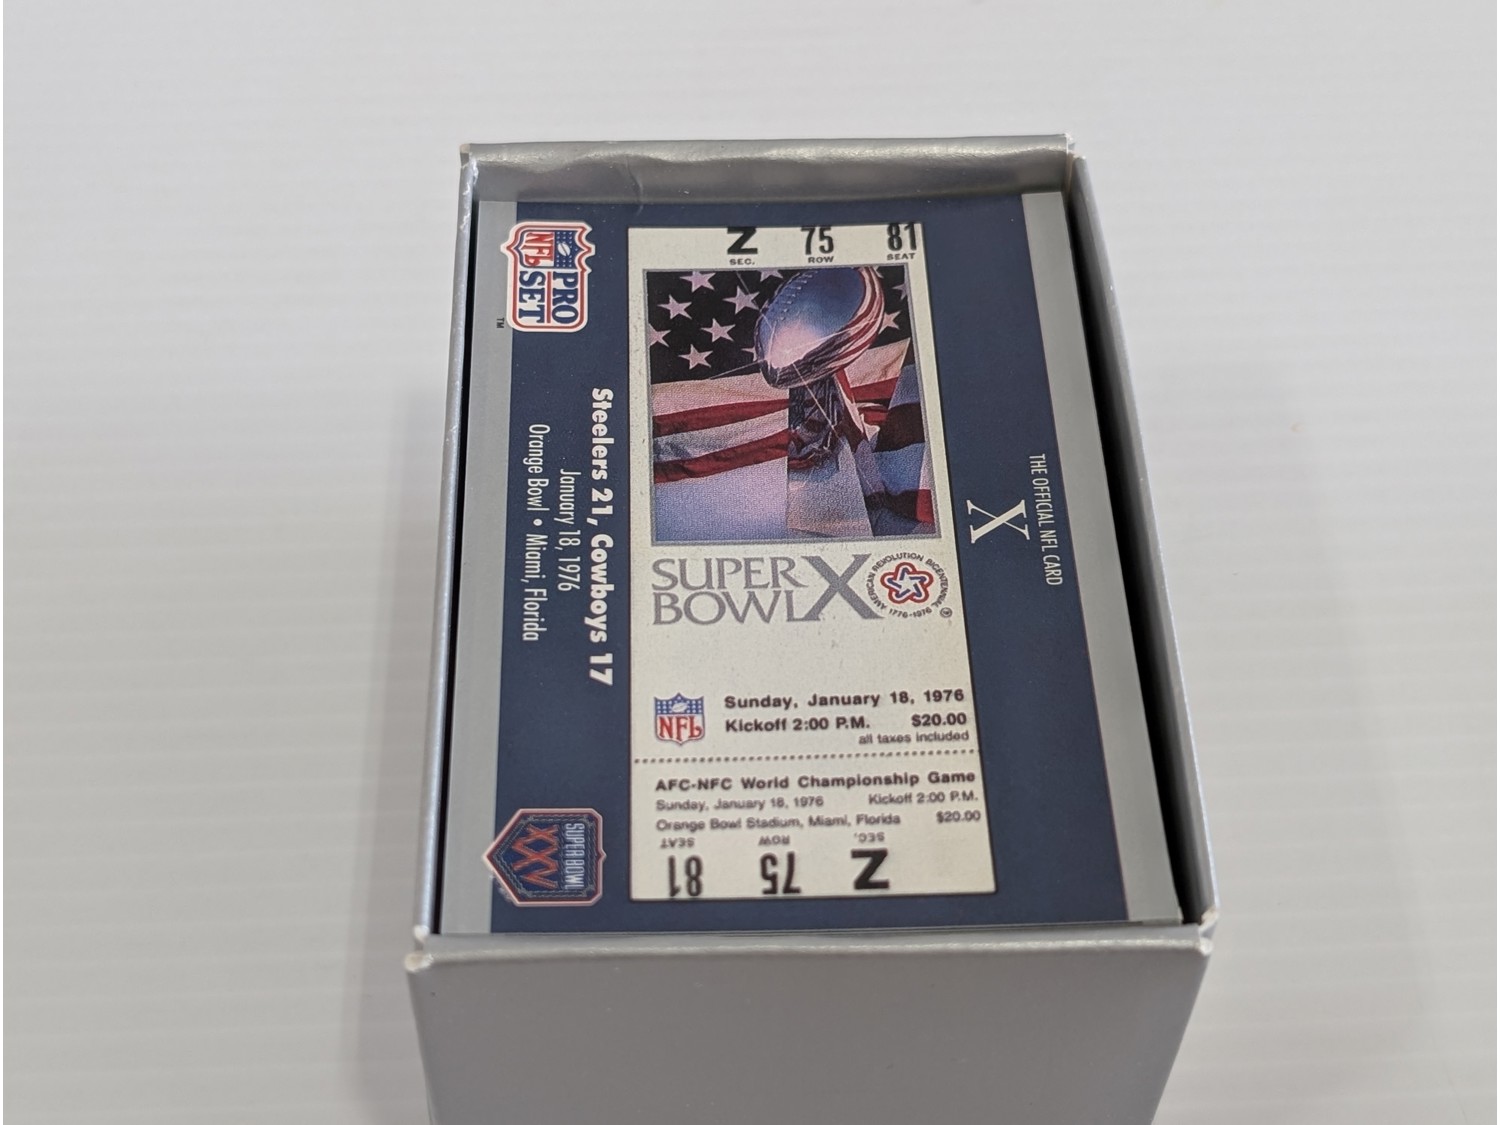 Z 75 81
SEC. ROW SEAT
SUPER
BOWL X
AMERICAN REVOLUTION BICENTENNIAL
1776-1976
®
NFL
Sunday, January 18, 1976
Kickoff 2:00 P.M. $20.00
all taxes included
AFC-NFC World Championship Game
Sunday, January 18, 1976 Kickoff 2:00 P.M.
Orange Bowl Stadium, Miami, Florida $20.00
SEC. ROW SEAT
Z 75 81
THE OFFICIAL NFL CARD
X
PRO
NFL SET
TM
Steelers 21, Cowboys 17
January 18, 1976
Orange Bowl • Miami, Florida
SUPER BOWL
XXV